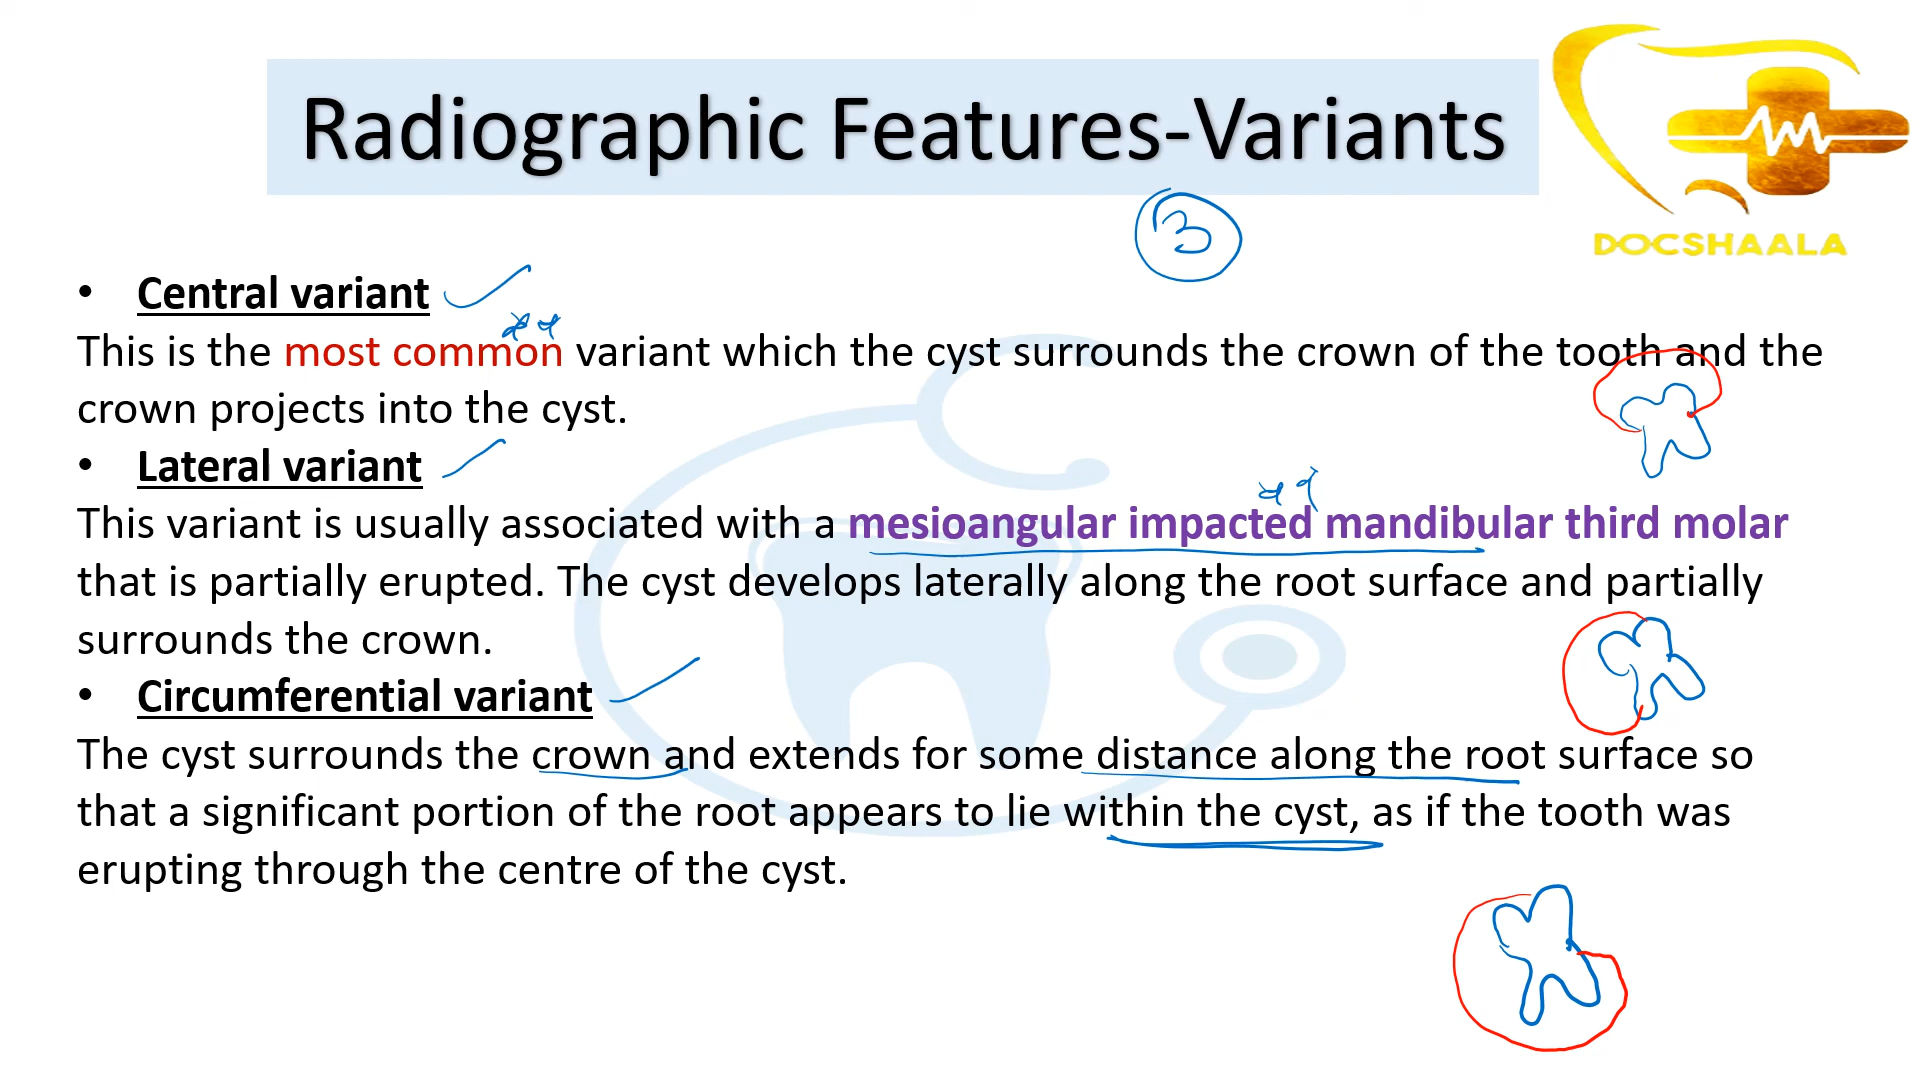 Radiographic Features-Variants
DOCSHAALA
3
• Central variant
This is the most common variant which the cyst surrounds the crown of the tooth and the
crown projects into the cyst.
• Lateral variant
This variant is usually associated with a mesioangular impacted mandibular third molar
that is partially erupted. The cyst develops laterally along the root surface and partially
surrounds the crown.
• Circumferential variant
The cyst surrounds the crown and extends for some distance along the root surface so
that a significant portion of the root appears to lie within the cyst, as if the tooth was
erupting through the centre of the cyst.